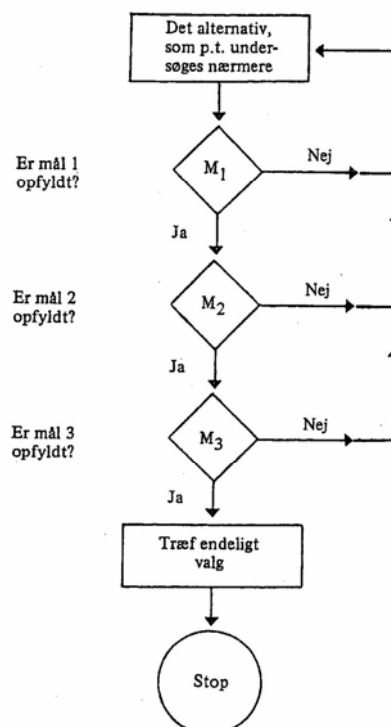 Det alternativ,
som p.t. under-
søges nærmere
Er mål 1
opfyldt?
M1
Nej
Ja
Er mål 2
opfyldt?
M2
Nej
Ja
Er mål 3
opfyldt?
M3
Nej
Ja
Træf endeligt
valg
Stop